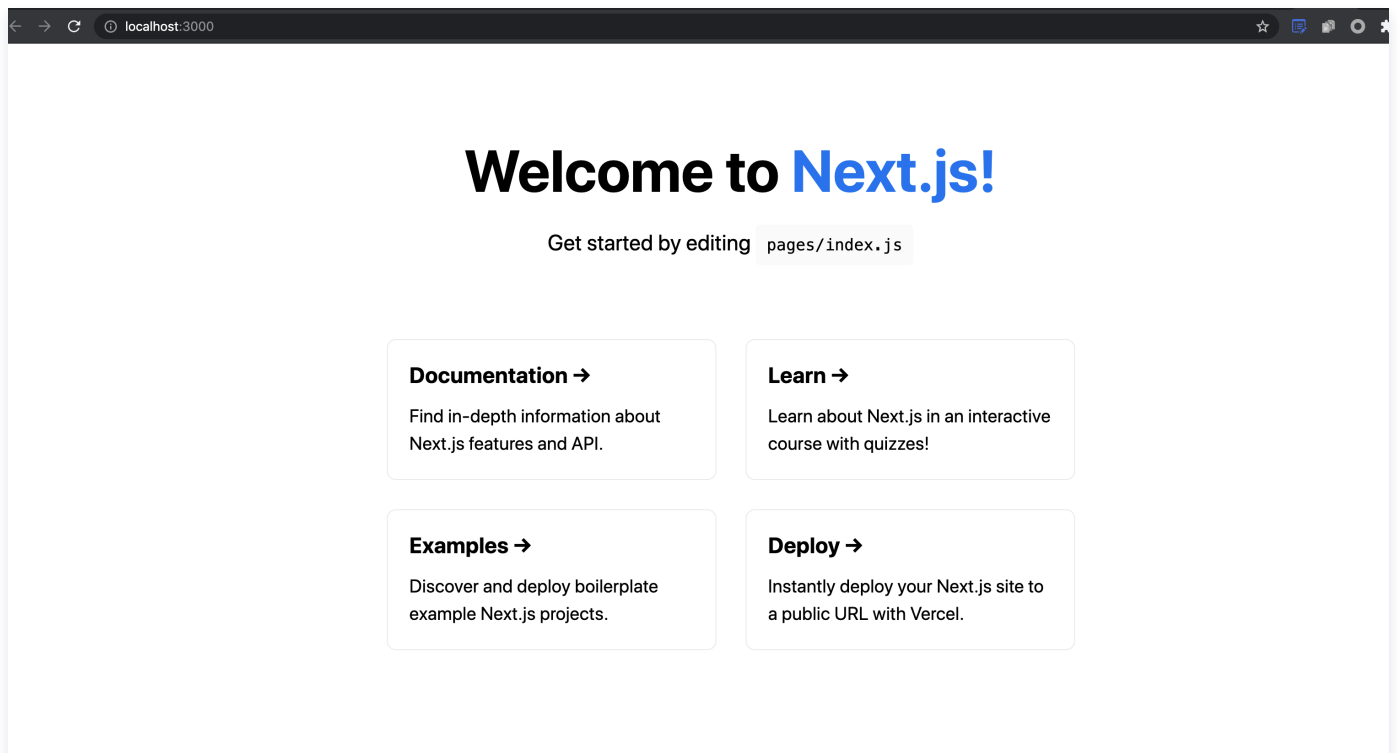 localhost:3000
Welcome to Next.js!
Get started by editing pages/index.js
Documentation →
Find in-depth information about
Next.js features and API.
Learn →
Learn about Next.js in an interactive
course with quizzes!
Examples →
Discover and deploy boilerplate
example Next.js projects.
Deploy →
Instantly deploy your Next.js site to
a public URL with Vercel.